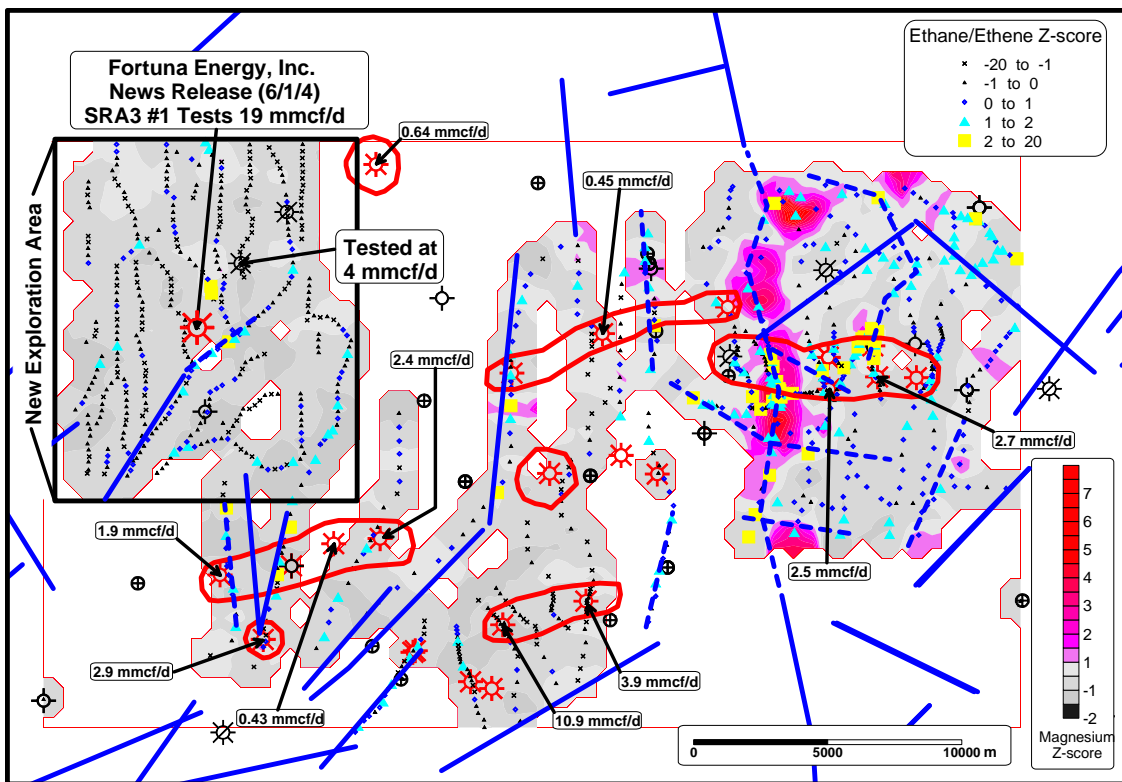 Fortuna Energy, Inc.
News Release (6/1/4)
SRA3 #1 Tests 19 mmcf/d
0.64 mmcf/d
Ethane/Ethene Z-score
-20 to -1
-1 to 0
0 to 1
1 to 2
2 to 20
New Exploration Area
0.45 mmcf/d
Tested at
4 mmcf/d
2.4 mmcf/d
2.7 mmcf/d
1.9 mmcf/d
2.5 mmcf/d
2.9 mmcf/d
0.43 mmcf/d
10.9 mmcf/d
3.9 mmcf/d
0 5000 10000 m
7
6
5
4
3
2
1
-1
-2
Magnesium
Z-score